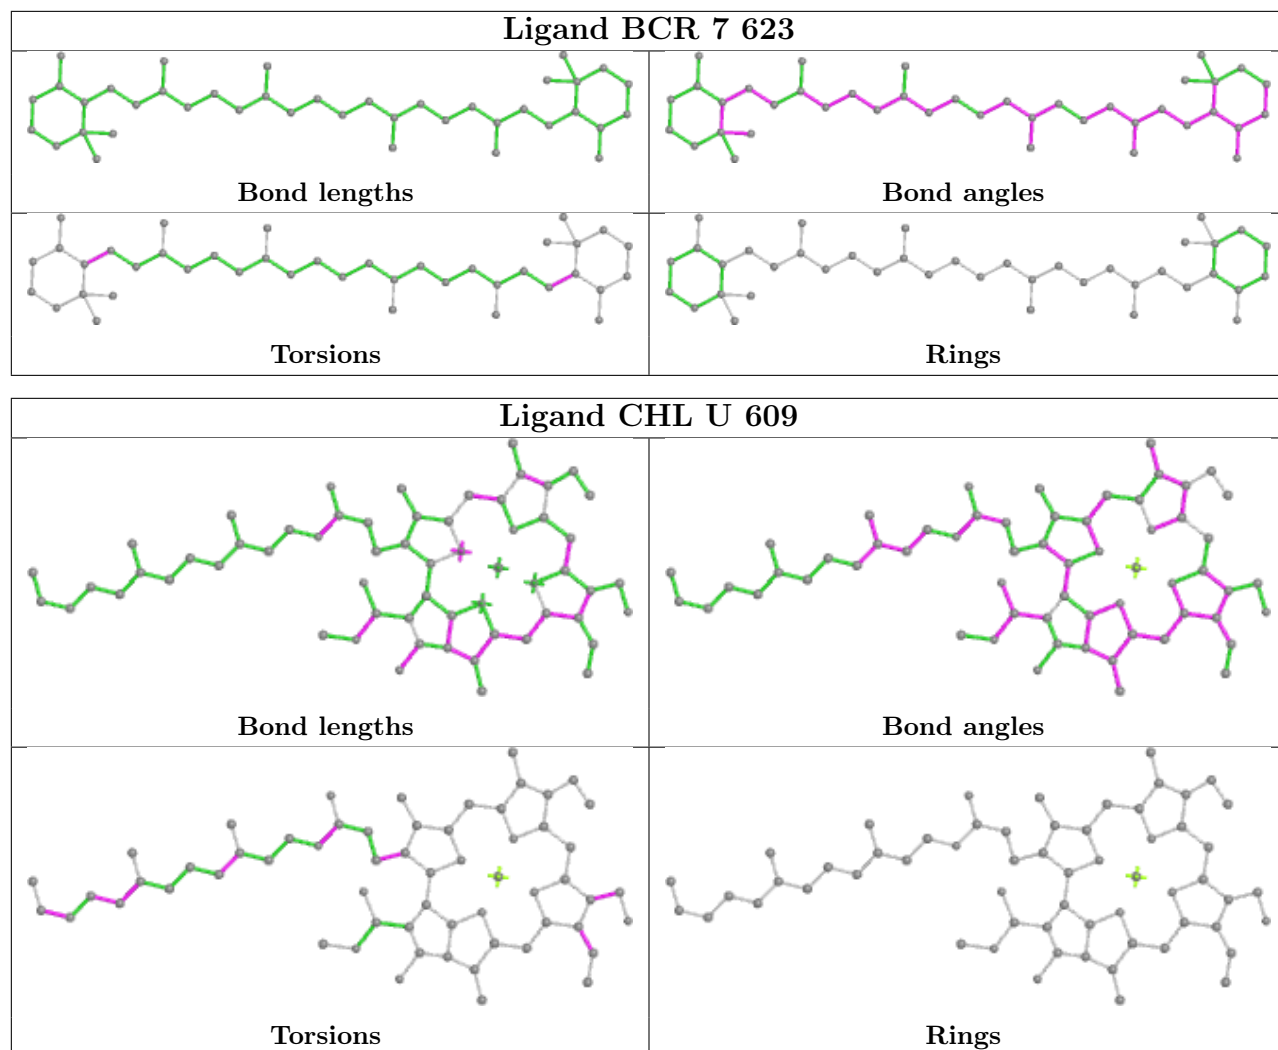 Ligand BCR 7 623
Bond lengths
Bond angles
Torsions
Rings
Ligand CHL U 609
Bond lengths
Bond angles
Torsions
Rings